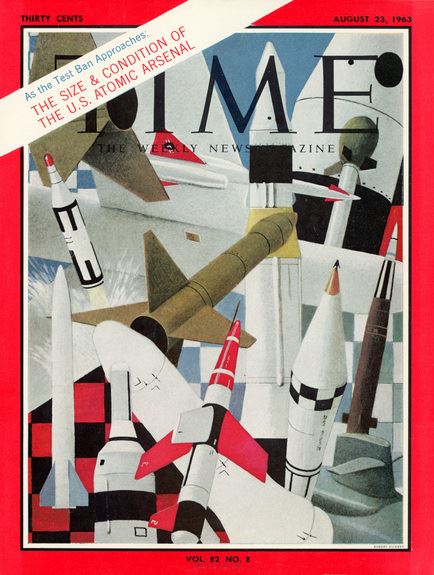 THIRTY CENTS
AUGUST 23, 1963
As the Test Ban Approaches:
THE SIZE & CONDITION OF
THE U.S. ATOMIC ARSENAL
TIME
THE WEEKLY NEWSMAGAZINE
VOL. 82 NO. 8